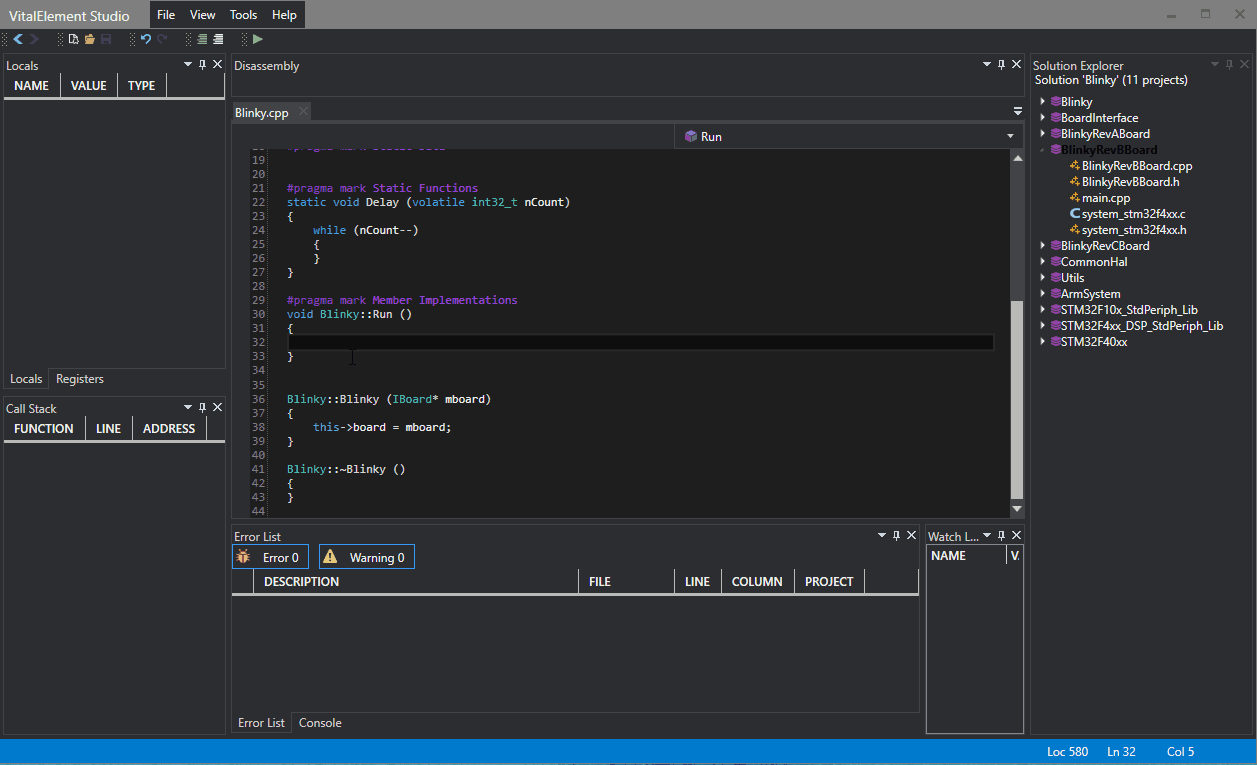 VitalElement Studio File View Tools Help
Locals
NAME VALUE TYPE
Locals Registers
Call Stack
FUNCTION LINE ADDRESS
Disassembly
Blinky.cpp
Run
19
20
21 #pragma mark Static Functions
22 static void Delay (volatile int32_t nCount)
23 {
24 while (nCount--)
25 {
26 }
27 }
28
29 #pragma mark Member Implementations
30 void Blinky::Run ()
31 {
32
33 }
34
35
36 Blinky::Blinky (IBoard* mboard)
37 {
38 this->board = mboard;
39 }
40
41 Blinky::~Blinky ()
42 {
43 }
44
Error List
Error 0 Warning 0
DESCRIPTION FILE LINE COLUMN PROJECT
Error List Console
Watch L...
NAME V.
Solution Explorer
Solution 'Blinky' (11 projects)
Blinky
BoardInterface
BlinkyRevABoard
BlinkyRevBBoard
BlinkyRevBBoard.cpp
BlinkyRevBBoard.h
main.cpp
system_stm32f4xx.c
system_stm32f4xx.h
BlinkyRevCBoard
CommonHal
Utils
ArmSystem
STM32F10x_StdPeriph_Lib
STM32F4xx_DSP_StdPeriph_Lib
STM32F40xx
Loc 580 Ln 32 Col 5